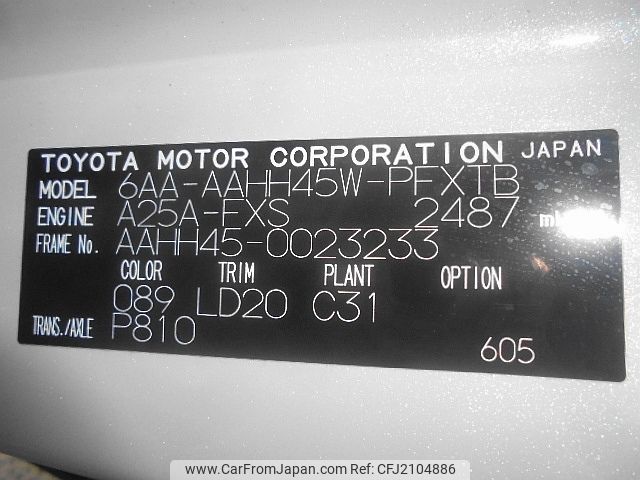 TOYOTA MOTOR CORPORATION JAPAN
MODEL 6AA-AAHH45W-PFXTB
ENGINE A25A-FXS 2487
FRAME No. AAHH45-0023233
COLOR TRIM PLANT OPTION
089 LD20 C31
TRANS./AXLE P810
605
www.CarFromJapan.com | Ref No: CFJ2104886